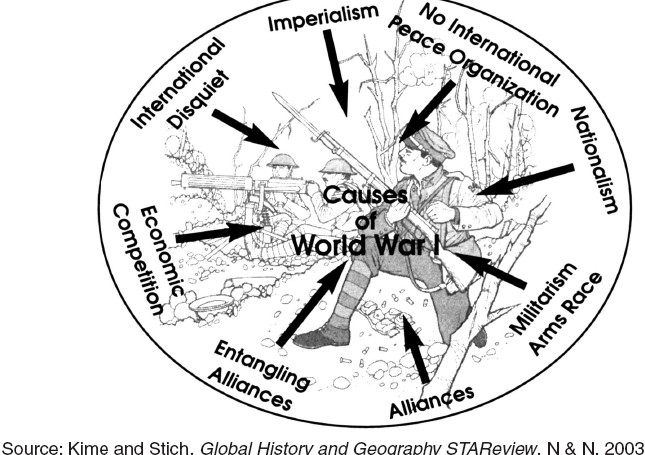 Imperialism
No International
Peace Organization
International
Disquiet
Nationalism
Causes
of
World War I
Economic
Competition
Militarism
Arms Race
Entangling
Alliances
Alliances
Source: Kime and Stich, Global History and Geography STAReview, N & N, 2003